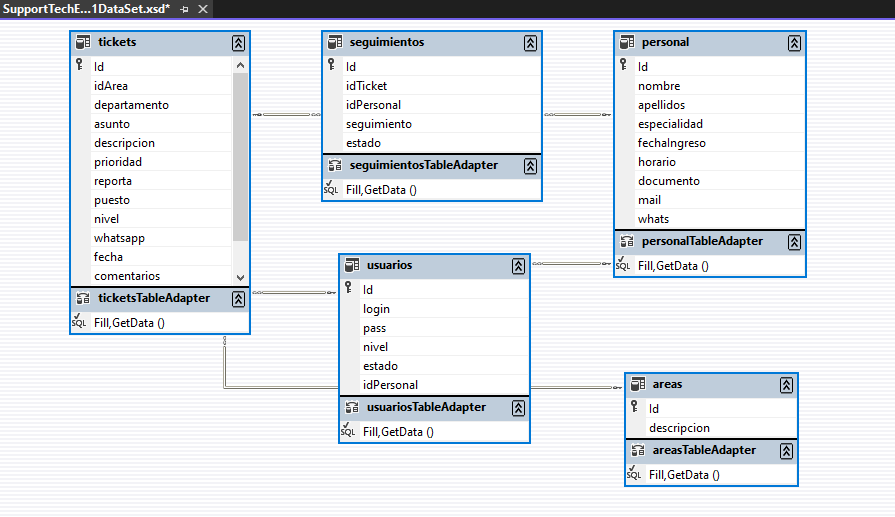 SupportTechE...1DataSet.xsd*
tickets
Id
idArea
departamento
asunto
descripcion
prioridad
reporta
puesto
nivel
whatsapp
fecha
comentarios
ticketsTableAdapter
SQL Fill,GetData ()
seguimientos
Id
idTicket
idPersonal
seguimiento
estado
seguimientosTableAdapter
SQL Fill,GetData ()
personal
Id
nombre
apellidos
especialidad
fechaIngreso
horario
documento
mail
whats
personalTableAdapter
SQL Fill,GetData ()
usuarios
Id
login
pass
nivel
estado
idPersonal
usuariosTableAdapter
SQL Fill,GetData ()
areas
Id
descripcion
areasTableAdapter
SQL Fill,GetData ()